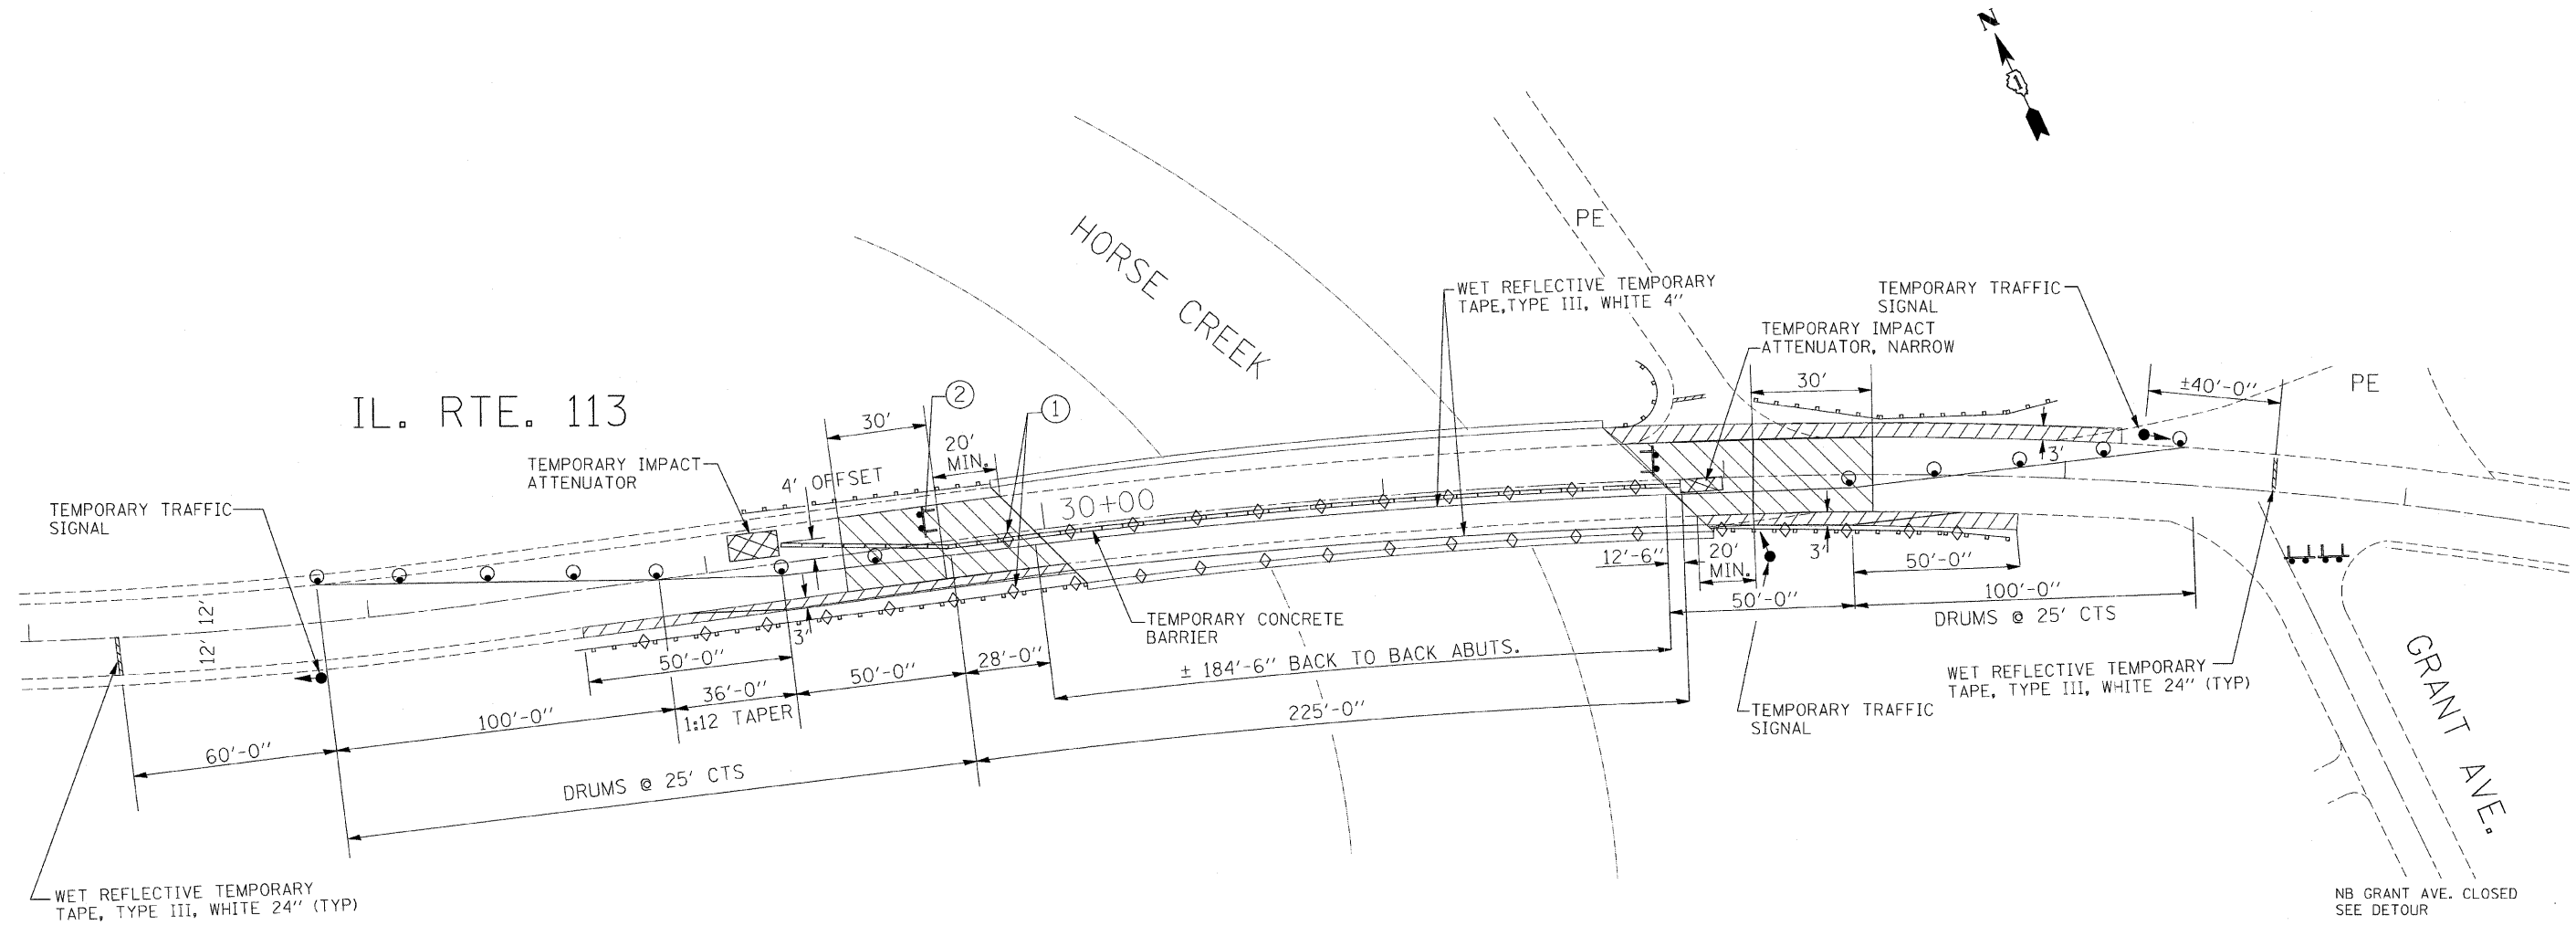 N
1
HORSE CREEK
PE
WET REFLECTIVE TEMPORARY
TAPE,TYPE III, WHITE 4"
TEMPORARY TRAFFIC
SIGNAL
TEMPORARY IMPACT
ATTENUATOR, NARROW
30'
±40'-0"
PE
IL. RTE. 113
2
1
30'
20'
MIN.
TEMPORARY IMPACT
ATTENUATOR
4' OFFSET
30+00
3'
TEMPORARY TRAFFIC
SIGNAL
12' 12'
3'
3'
12'-6"
20'
MIN.
50'-0"
50'-0"
100'-0"
DRUMS @ 25' CTS
TEMPORARY CONCRETE
BARRIER
50'-0"
36'-0"
1:12 TAPER
50'-0"
28'-0"
± 184'-6" BACK TO BACK ABUTS.
225'-0"
100'-0"
60'-0"
DRUMS @ 25' CTS
TEMPORARY TRAFFIC
SIGNAL
WET REFLECTIVE TEMPORARY
TAPE, TYPE III, WHITE 24" (TYP)
GRANT AVE.
WET REFLECTIVE TEMPORARY
TAPE, TYPE III, WHITE 24" (TYP)
NB GRANT AVE. CLOSED
SEE DETOUR
12' 12'